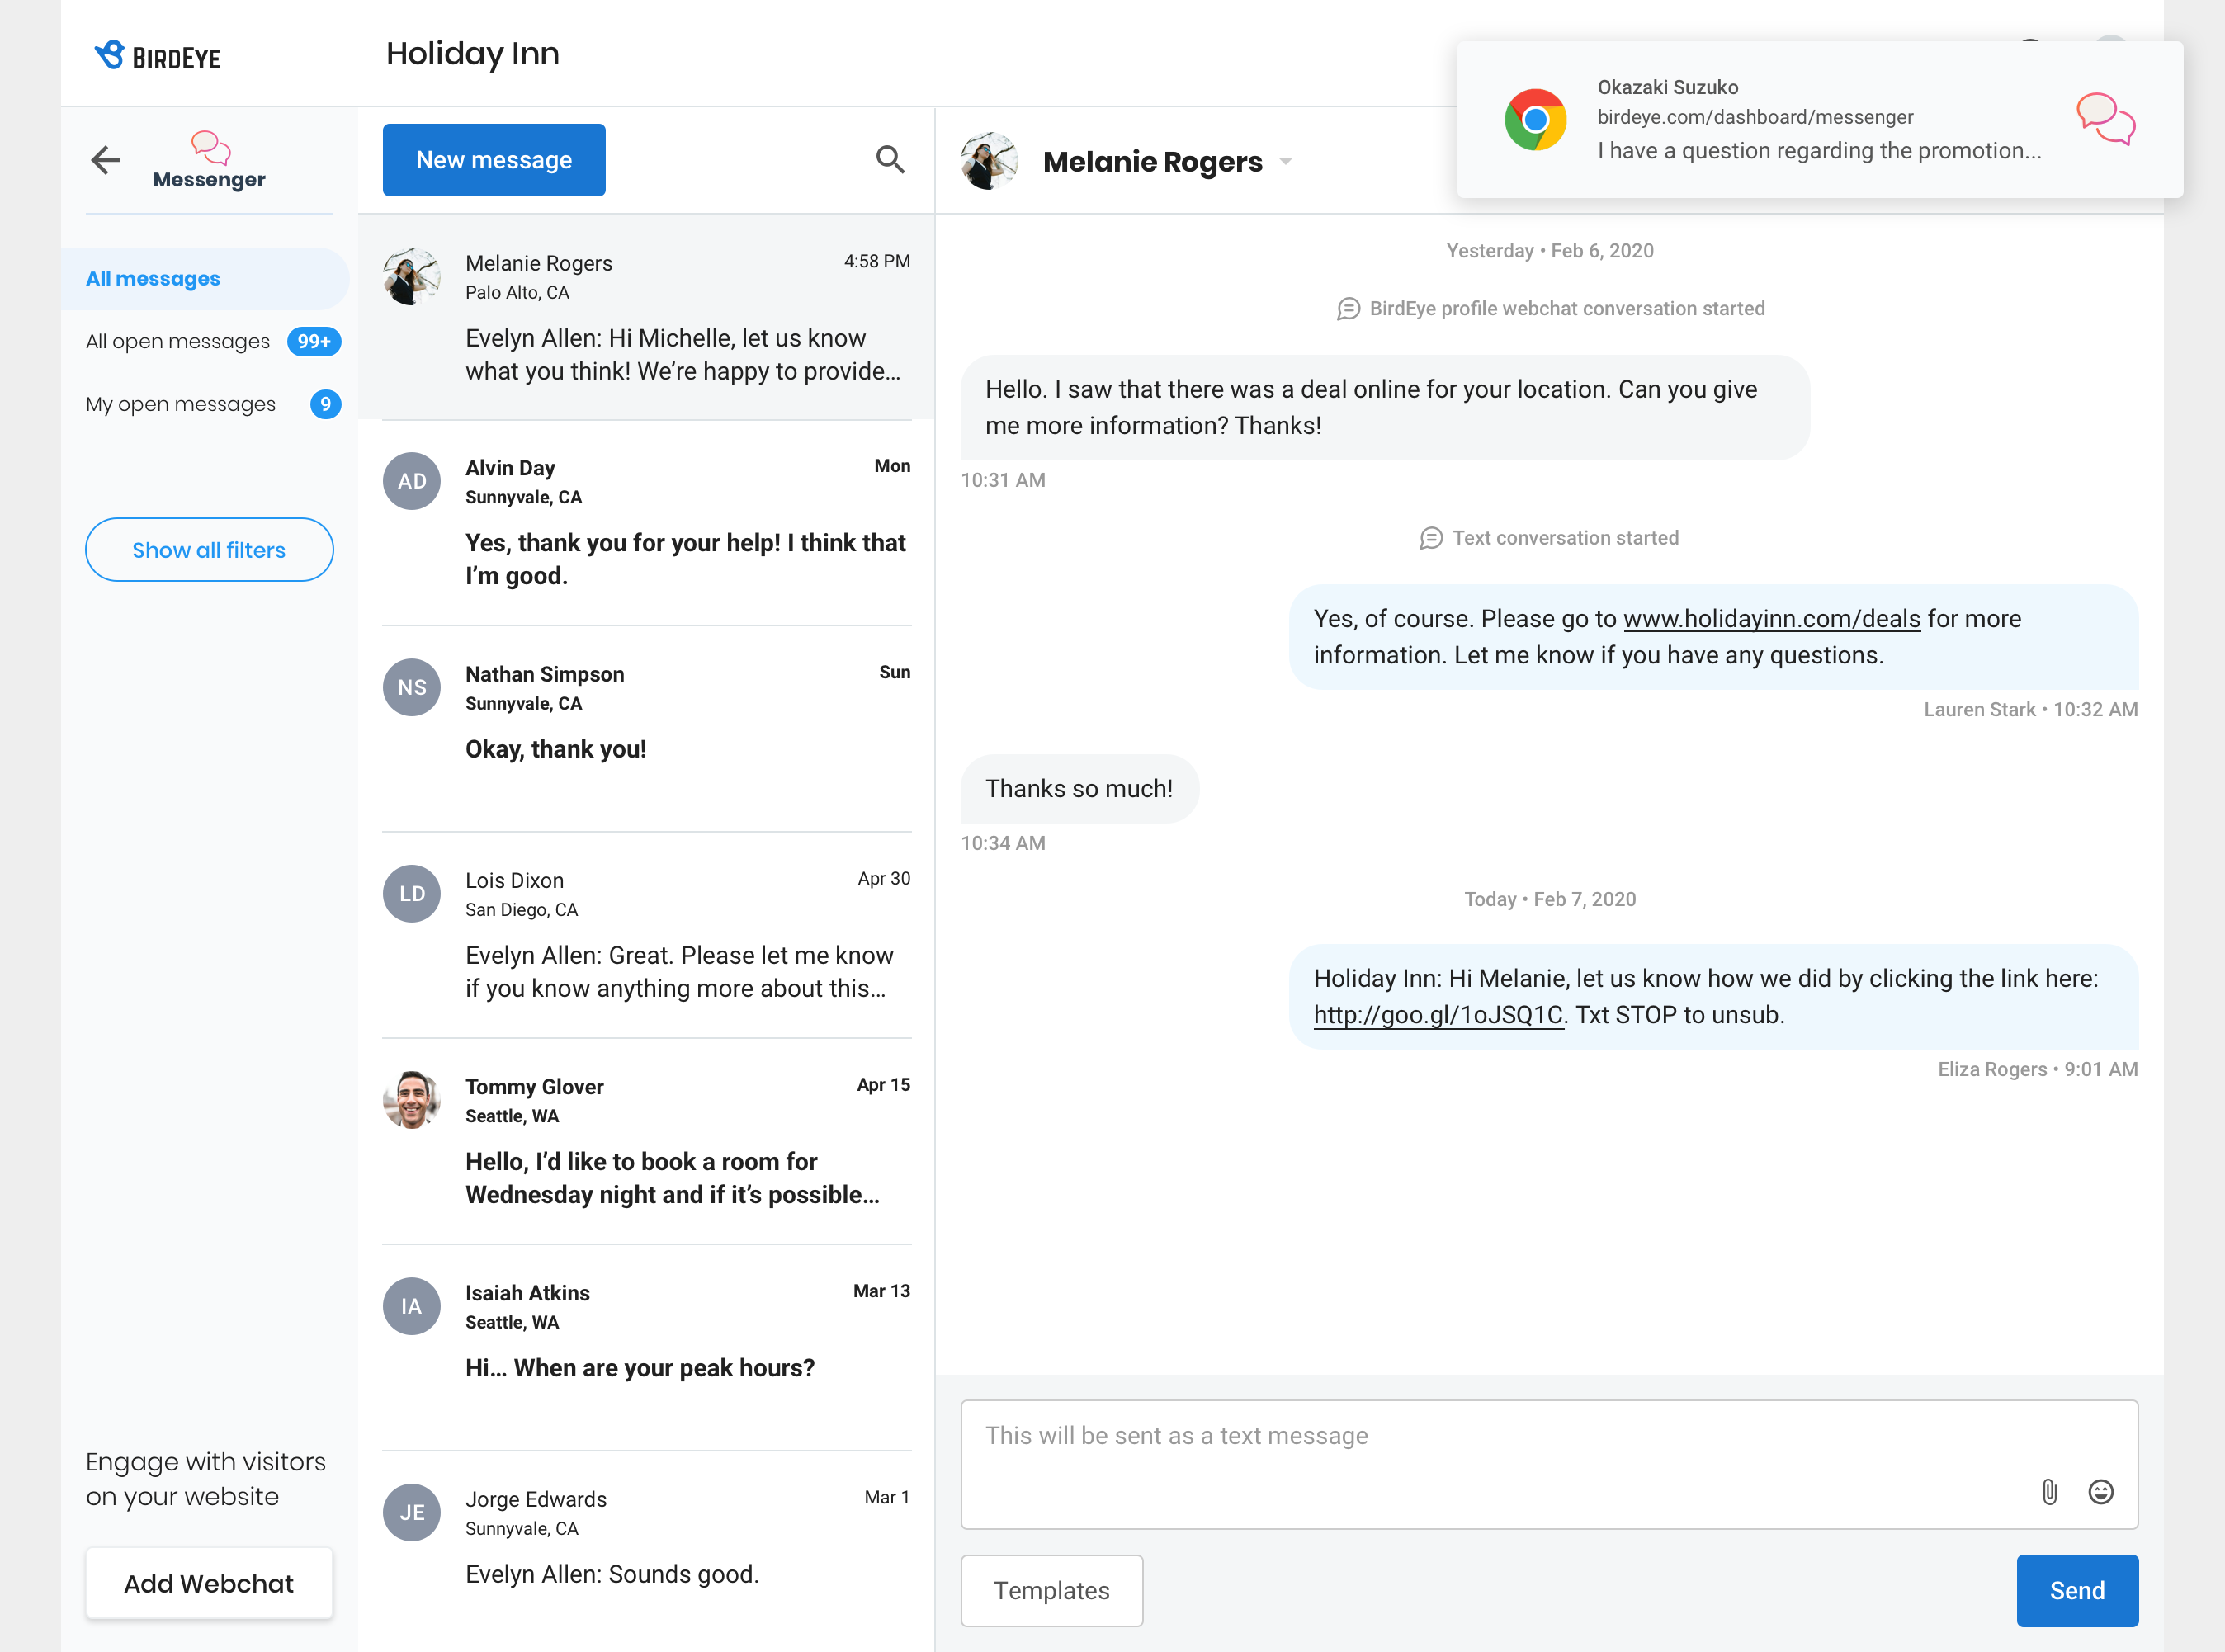 BIRDEYE
Holiday Inn
Okazaki Suzuko
birdeye.com/dashboard/messenger
I have a question regarding the promotion...
Messenger
All messages
All open messages 99+
My open messages 9
Show all filters
Engage with visitors
on your website
Add Webchat
New message
Melanie Rogers 4:58 PM
Palo Alto, CA
Evelyn Allen: Hi Michelle, let us know
what you think! We’re happy to provide...
AD
Alvin Day Mon
Sunnyvale, CA
Yes, thank you for your help! I think that
I’m good.
NS
Nathan Simpson Sun
Sunnyvale, CA
Okay, thank you!
LD
Lois Dixon Apr 30
San Diego, CA
Evelyn Allen: Great. Please let me know
if you know anything more about this...
Tommy Glover Apr 15
Seattle, WA
Hello, I’d like to book a room for
Wednesday night and if it’s possible...
IA
Isaiah Atkins Mar 13
Seattle, WA
Hi... When are your peak hours?
JE
Jorge Edwards Mar 1
Sunnyvale, CA
Evelyn Allen: Sounds good.
Melanie Rogers
Yesterday • Feb 6, 2020
BirdEye profile webchat conversation started
Hello. I saw that there was a deal online for your location. Can you give
me more information? Thanks!
10:31 AM
Text conversation started
Yes, of course. Please go to www.holidayinn.com/deals for more
information. Let me know if you have any questions.
Lauren Stark • 10:32 AM
Thanks so much!
10:34 AM
Today • Feb 7, 2020
Holiday Inn: Hi Melanie, let us know how we did by clicking the link here:
http://goo.gl/1oJSQ1C. Txt STOP to unsub.
Eliza Rogers • 9:01 AM
This will be sent as a text message
Templates
Send